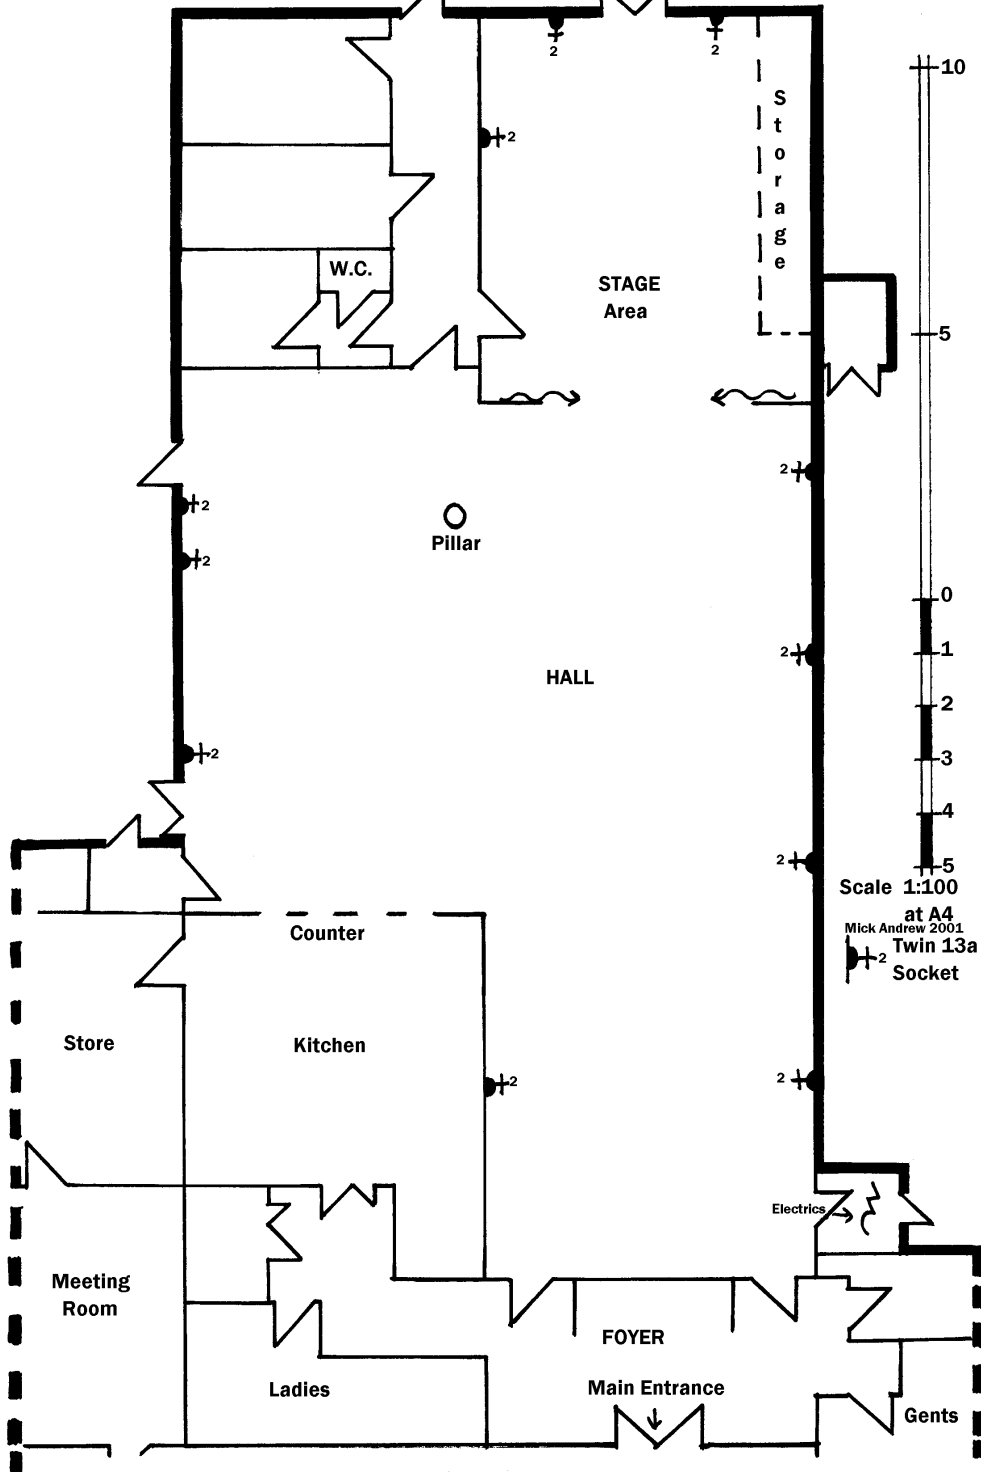 2
2
10
S
t
o
r
a
g
e
2
W.C.
STAGE
Area
5
2
2
Pillar
2
0
1
2
HALL
2
2
3
4
2
5
Scale 1:100
at A4
Mick Andrew 2001
2 Twin 13a
Socket
Counter
Store
Kitchen
2
2
Electrics
Meeting
Room
FOYER
Main Entrance
Ladies
Gents